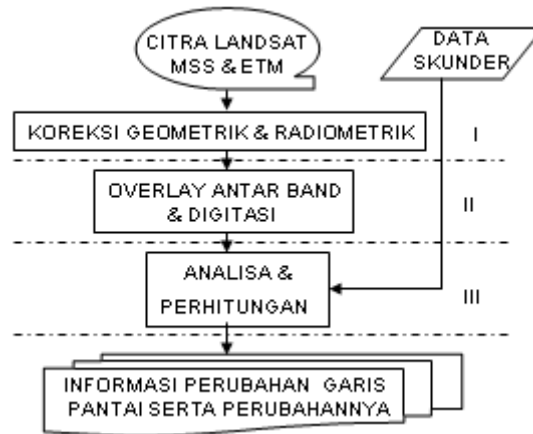 CITRA LANDSAT
MSS & ETM
DATA
SKUNDER
KOREKSI GEOMETRIK & RADIOMETRIK
I
OVERLAY ANTAR BAND
& DIGITASI
II
ANALISA &
PERHITUNGAN
III
INFORMASI PERUBAHAN GARIS
PANTAI SERTA PERUBAHANNYA